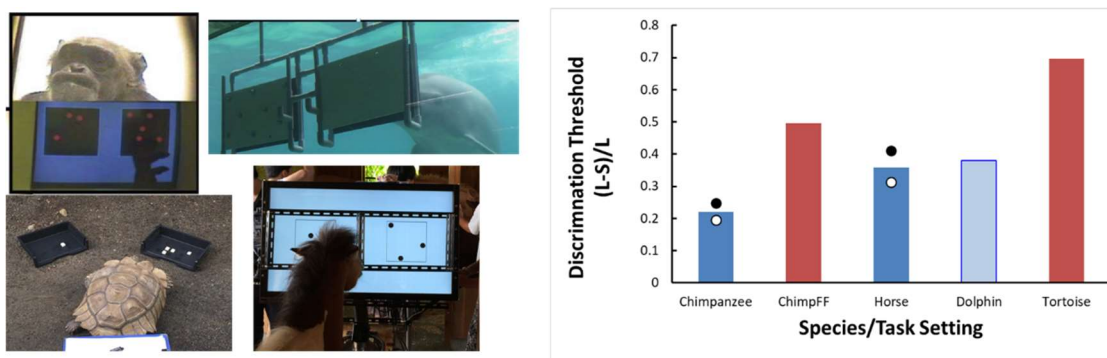 0.8
0.7
0.6
0.5
0.4
0.3
0.2
0.1
0
Discrimnation Threshold
(L-S)/L
Chimpanzee ChimpFF Horse Dolphin Tortoise
Species/Task Setting